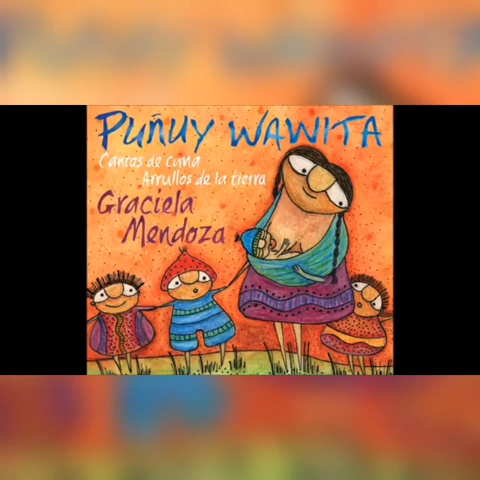 PUÑUY WAWITA
Cantos de cuna
Arrullos de la tierra
Graciela
Mendoza